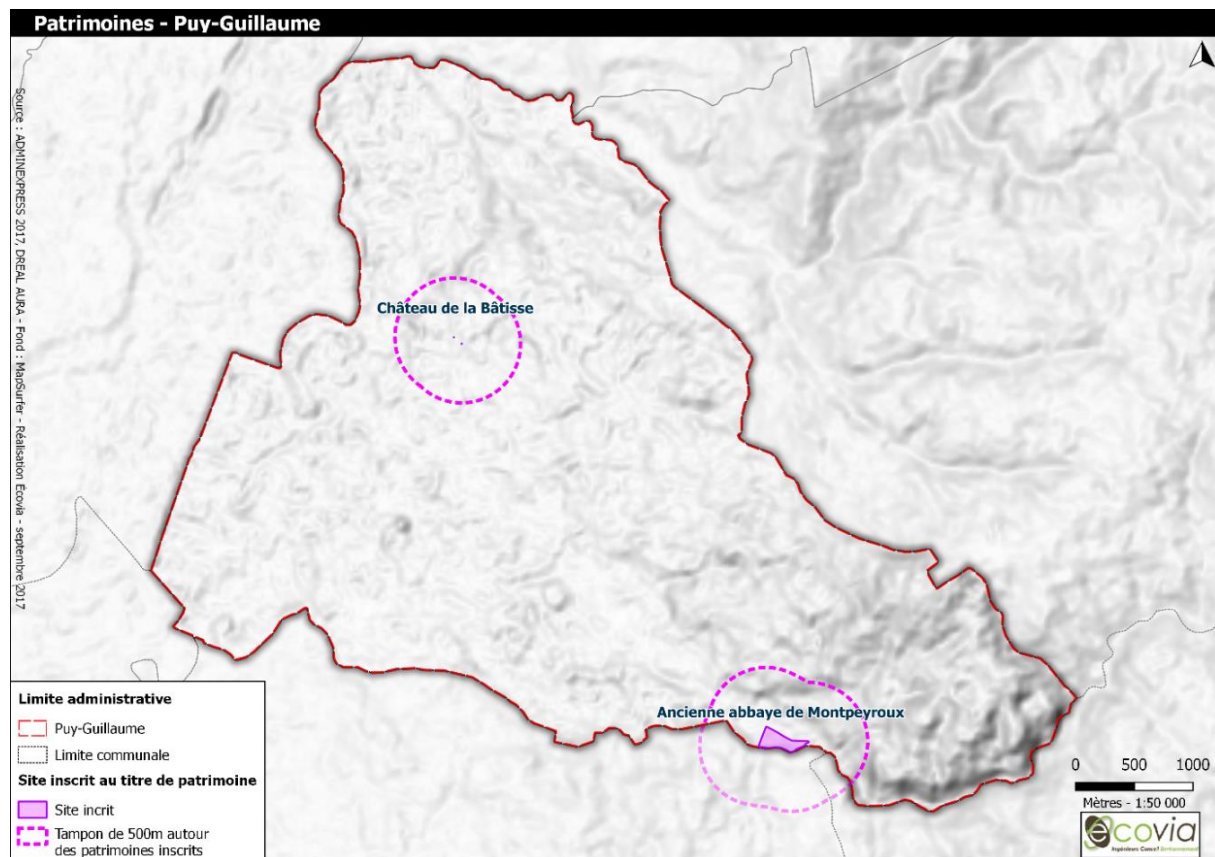 Patrimoines - Puy-Guillaume
Source : ADMINEXPRESS 2017, DREAL AURA - Fond : MapSurfer - Réalisation Écovia - septembre 2017
Château de la Bâtisse
Ancienne abbaye de Montpeyroux
Limite administrative
Puy-Guillaume
Limite communale
Site inscrit au titre de patrimoine
Site incrit
Tampon de 500m autour
des patrimoines inscrits
0 500 1000
Mètres - 1:50 000
écovia